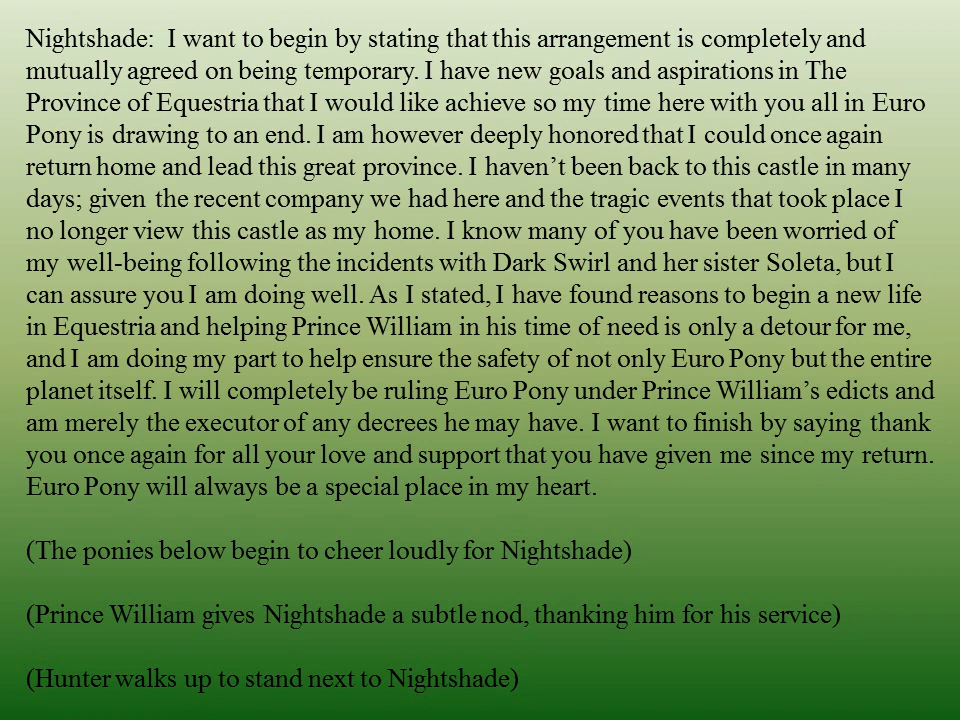 Nightshade:  I want to begin by stating that this arrangement is completely and
mutually agreed on being temporary. I have new goals and aspirations in The
Province of Equestria that I would like achieve so my time here with you all in Euro
Pony is drawing to an end. I am however deeply honored that I could once again
return home and lead this great province. I haven’t been back to this castle in many
days; given the recent company we had here and the tragic events that took place I
no longer view this castle as my home. I know many of you have been worried of
my well-being following the incidents with Dark Swirl and her sister Soleta, but I
can assure you I am doing well. As I stated, I have found reasons to begin a new life
in Equestria and helping Prince William in his time of need is only a detour for me,
and I am doing my part to help ensure the safety of not only Euro Pony but the entire
planet itself. I will completely be ruling Euro Pony under Prince William’s edicts and
am merely the executor of any decrees he may have. I want to finish by saying thank
you once again for all your love and support that you have given me since my return.
Euro Pony will always be a special place in my heart.
(The ponies below begin to cheer loudly for Nightshade)
(Prince William gives Nightshade a subtle nod, thanking him for his service)
(Hunter walks up to stand next to Nightshade)